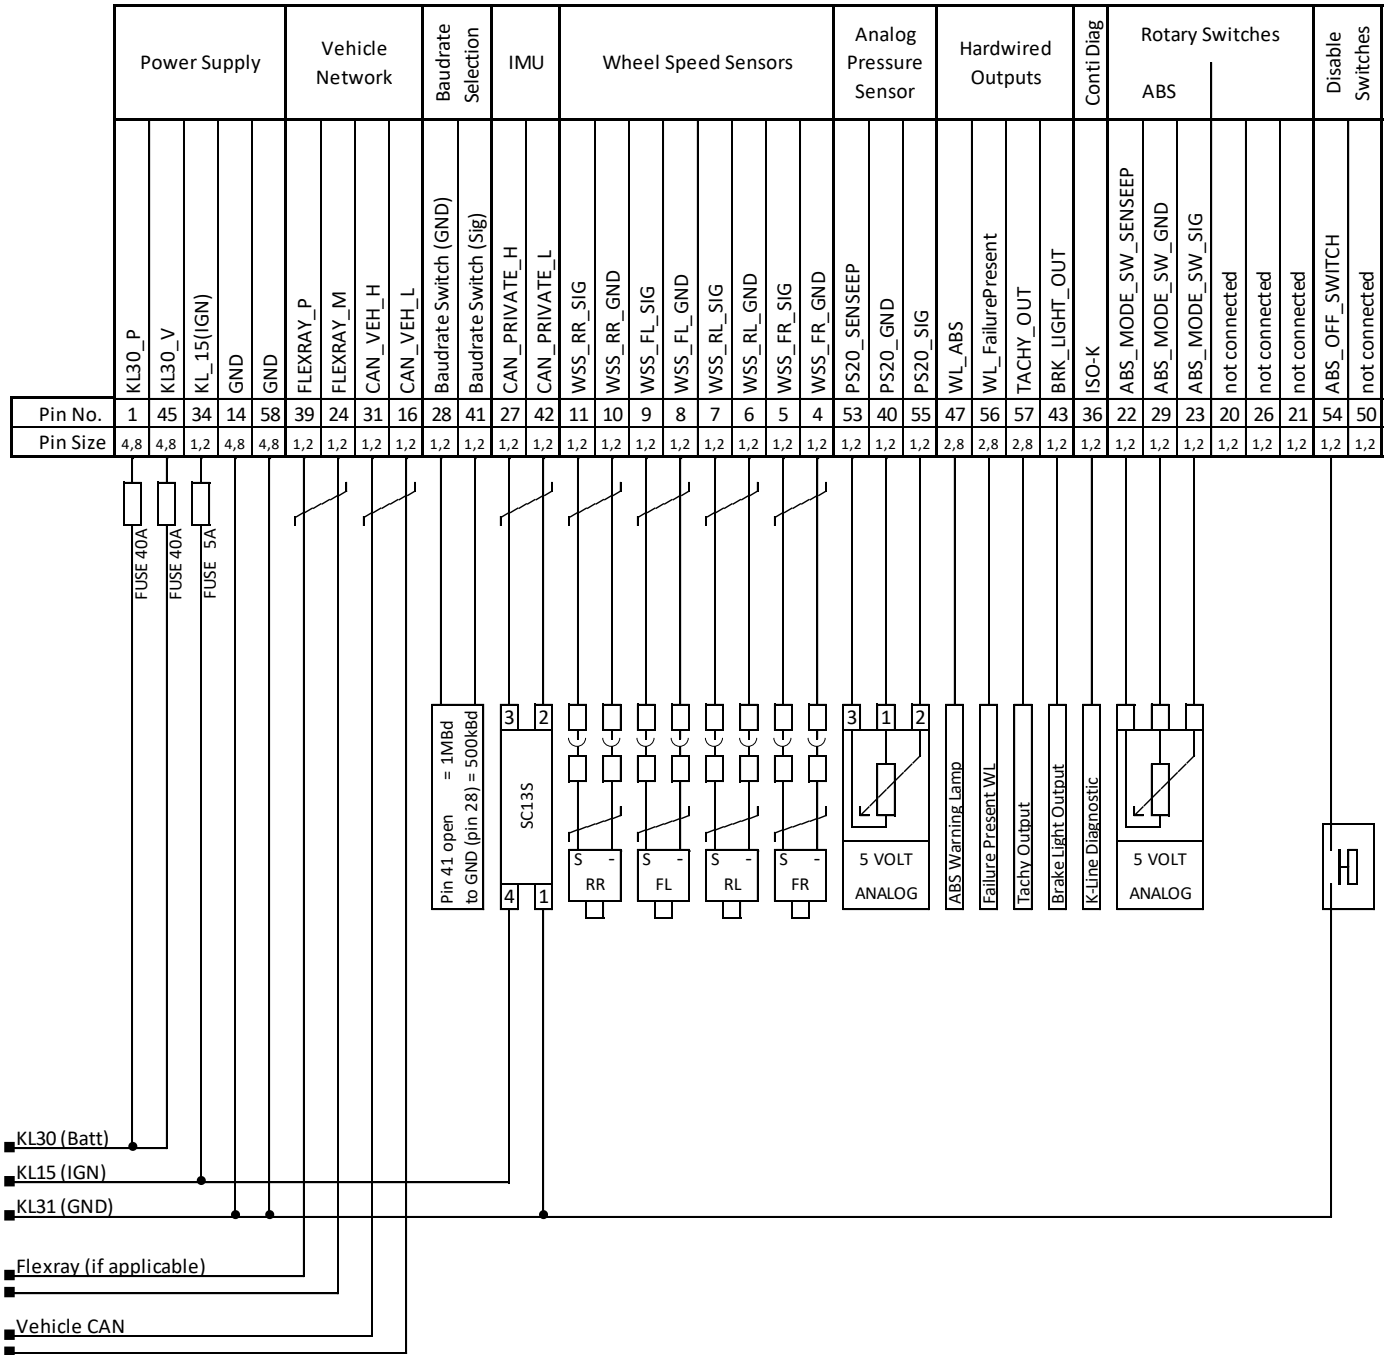 Power Supply
Vehicle
Network
Baudrate
Selection
IMU
Wheel Speed Sensors
Analog
Pressure
Sensor
Hardwired
Outputs
Conti Diag
Rotary Switches
ABS
Disable
Switches
KL30_P
KL30_V
KL_15(IGN)
GND
GND
FLEXRAY_P
FLEXRAY_M
CAN_VEH_H
CAN_VEH_L
Baudrate Switch (GND)
Baudrate Switch (Sig)
CAN_PRIVATE_H
CAN_PRIVATE_L
WSS_RR_SIG
WSS_RR_GND
WSS_FL_SIG
WSS_FL_GND
WSS_RL_SIG
WSS_RL_GND
WSS_FR_SIG
WSS_FR_GND
PS20_SENSEEP
PS20_GND
PS20_SIG
WL_ABS
WL_FailurePresent
TACHY_OUT
BRK_LIGHT_OUT
ISO-K
ABS_MODE_SW_SENSEEP
ABS_MODE_SW_GND
ABS_MODE_SW_SIG
not connected
not connected
not connected
ABS_OFF_SWITCH
not connected
Pin No. 1 45 34 14 58 39 24 31 16 28 41 27 42 11 10 9 8 7 6 5 4 53 40 55 47 56 57 43 36 22 29 23 20 26 21 54 50
Pin Size 4,8 4,8 1,2 4,8 4,8 1,2 1,2 1,2 1,2 1,2 1,2 1,2 1,2 1,2 1,2 1,2 1,2 1,2 1,2 1,2 1,2 1,2 1,2 1,2 2,8 2,8 2,8 1,2 1,2 1,2 1,2 1,2 1,2 1,2 1,2 1,2 1,2
FUSE 40A
FUSE 40A
FUSE 5A
Pin 41 open = 1MBd
to GND (pin 28) = 500kBd
3 2
SC13S
4 1
S -
RR
S -
FL
S -
RL
S -
FR
3 1 2
5 VOLT
ANALOG
ABS Warning Lamp
Failure Present WL
Tachy Output
Brake Light Output
K-Line Diagnostic
5 VOLT
ANALOG
KL30 (Batt)
KL15 (IGN)
KL31 (GND)
Flexray (if applicable)
Vehicle CAN